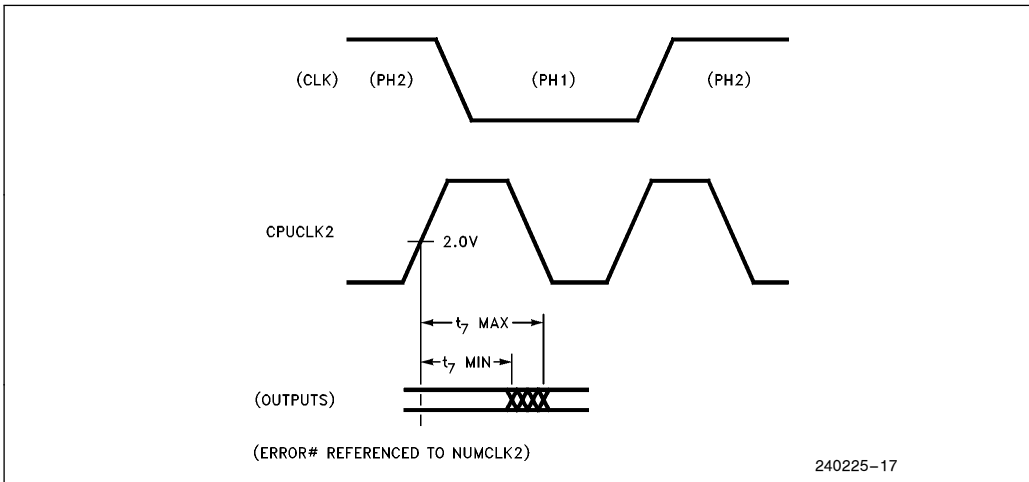 (CLK) (PH2) (PH1) (PH2)
CPUCLK2
2.0V
t7 MAX
t7 MIN
(OUTPUTS)
(ERROR# REFERENCED TO NUMCLK2)
240225-17